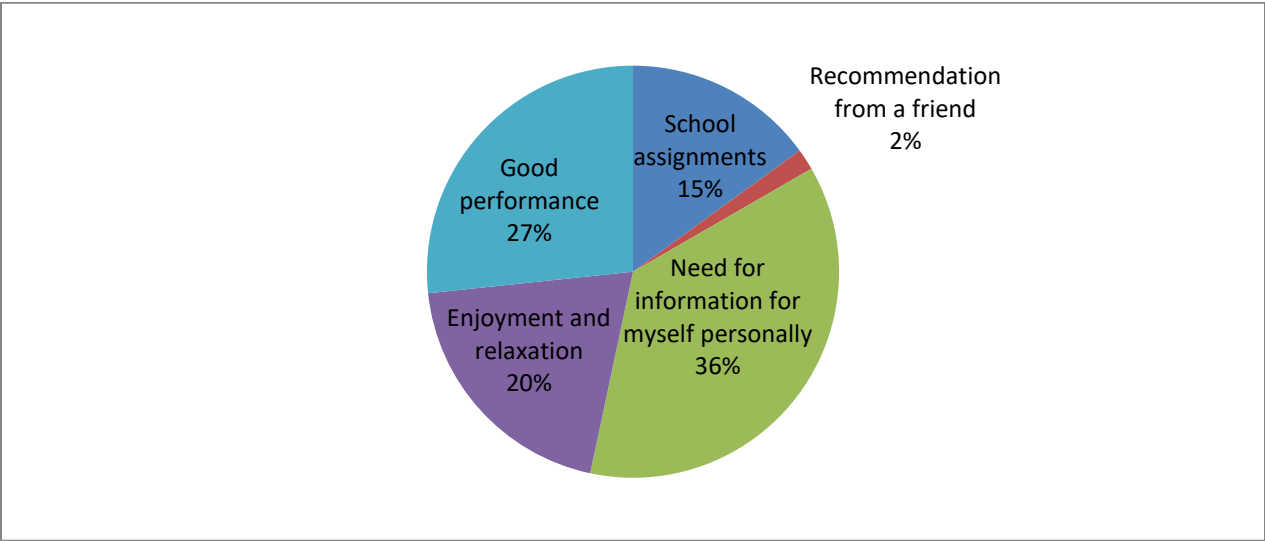 School
assignments
15%
Recommendation
from a friend
2%
Need for
information for
myself personally
36%
Enjoyment and
relaxation
20%
Good
performance
27%